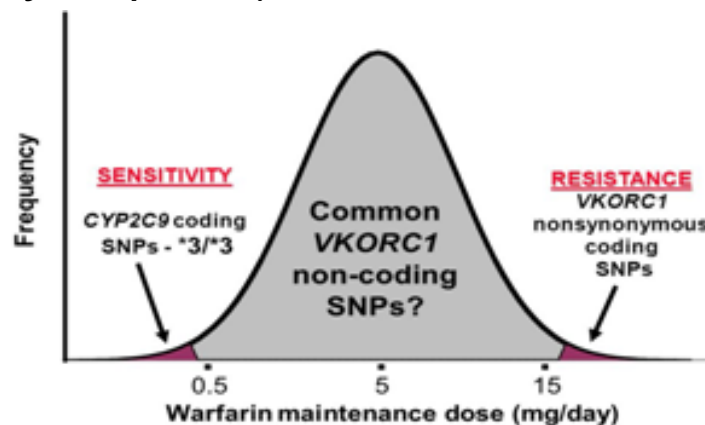 Frequency
SENSITIVITY
CYP2C9 coding
SNPs - *3/*3
Common
VKORC1
non-coding
SNPs?
RESISTANCE
VKORC1
nonsynonymous
coding
SNPs
0.5
5
15
Warfarin maintenance dose (mg/day)